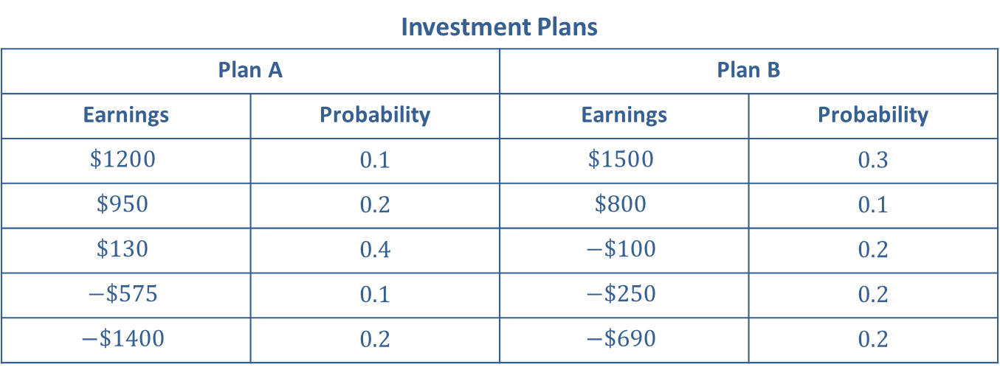 Investment Plans
Plan A Plan B
Earnings Probability Earnings Probability
$1200 0.1 $1500 0.3
$950 0.2 $800 0.1
$130 0.4 −$100 0.2
−$575 0.1 −$250 0.2
−$1400 0.2 −$690 0.2